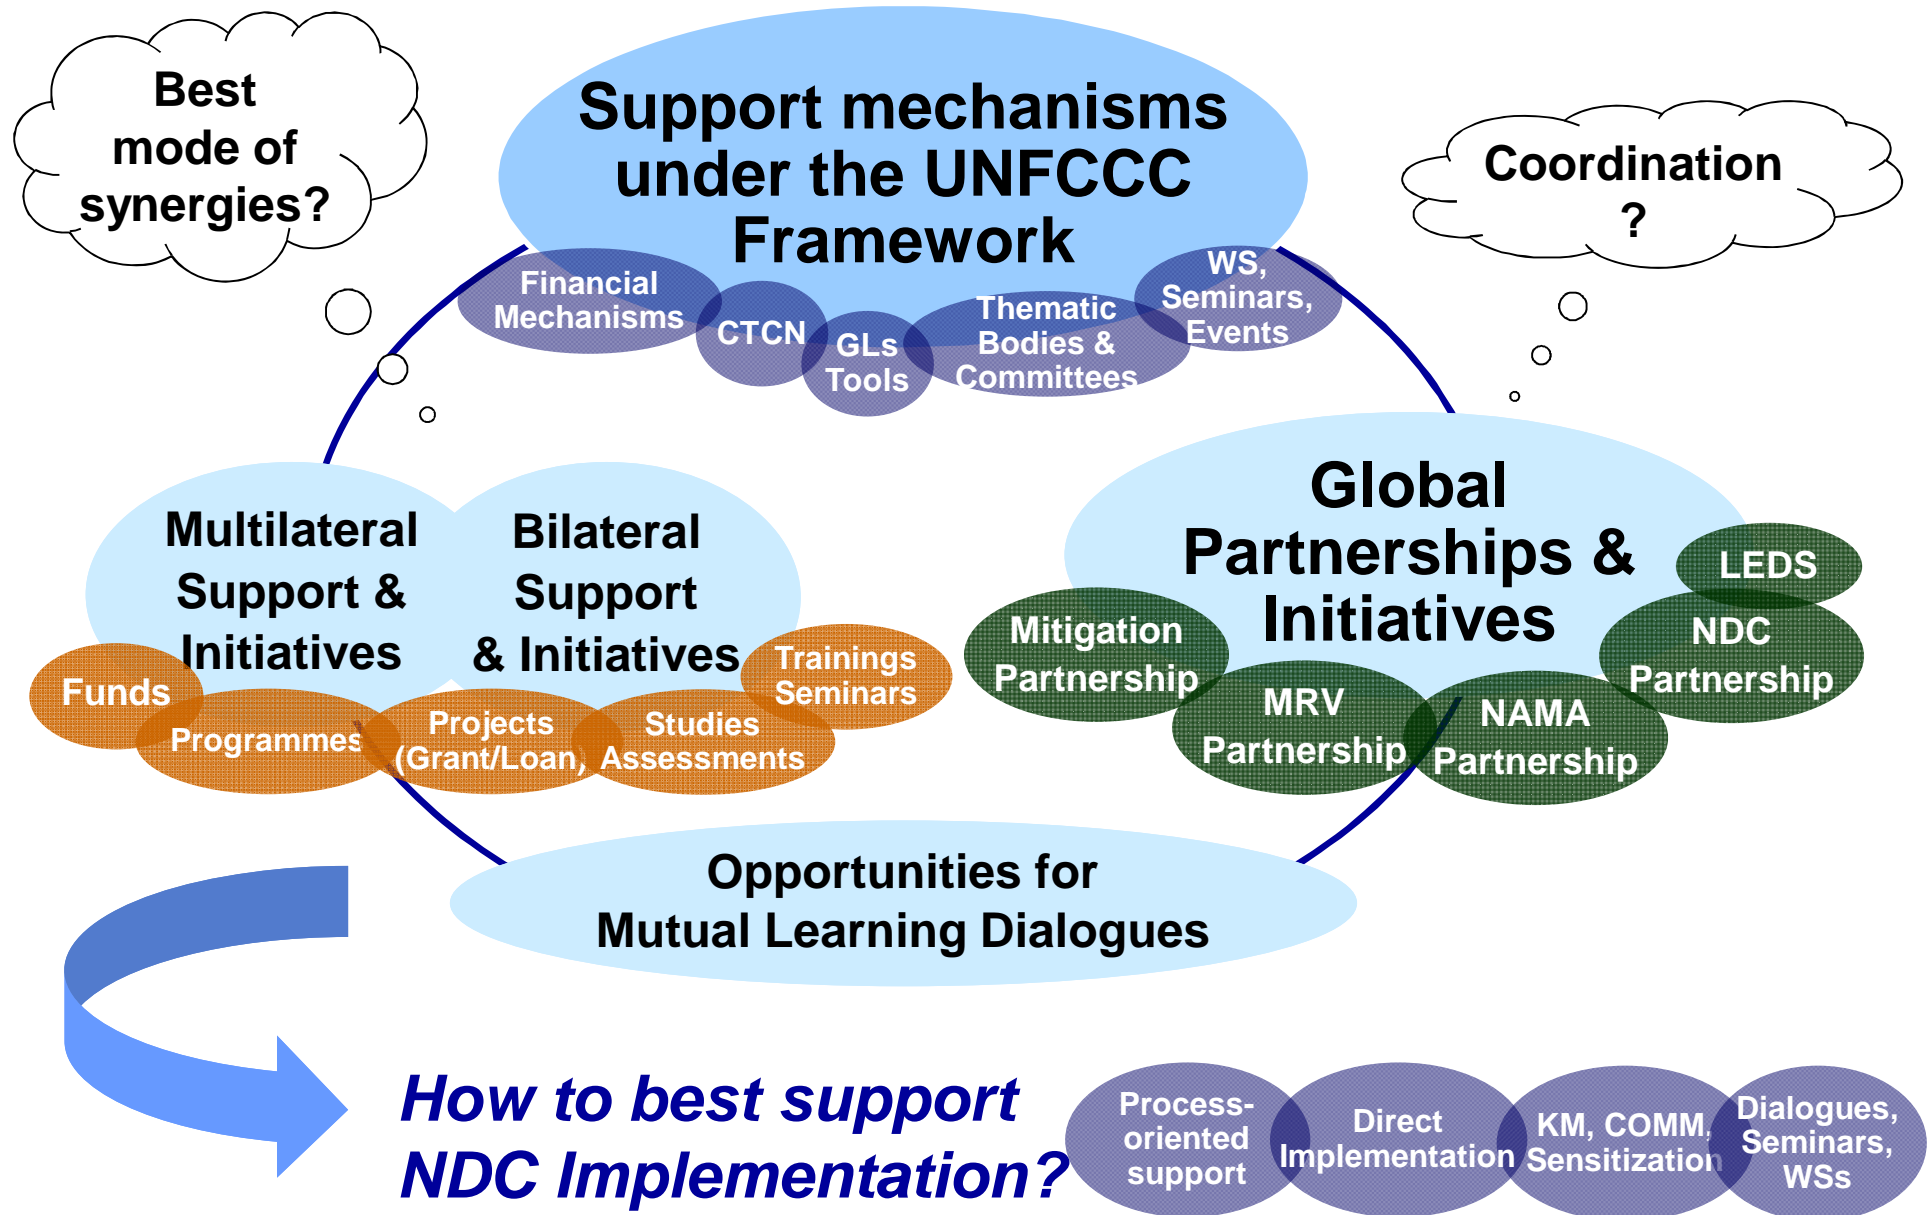 Best
mode of
synergies?
Support mechanisms
under the UNFCCC
Framework
Coordination
?
Financial
Mechanisms
CTCN
GLs
Tools
Thematic
Bodies &
Committees
WS,
Seminars,
Events
Multilateral
Support &
Initiatives
Bilateral
Support
& Initiatives
Global
Partnerships &
Initiatives
Funds
Programmes
Projects
(Grant/Loan)
Studies
Assessments
Trainings
Seminars
Mitigation
Partnership
MRV
Partnership
NAMA
Partnership
NDC
Partnership
LEDS
Opportunities for
Mutual Learning Dialogues
How to best support
NDC Implementation?
Process-
oriented
support
Direct
Implementation
KM, COMM,
Sensitization
Dialogues,
Seminars,
WSs